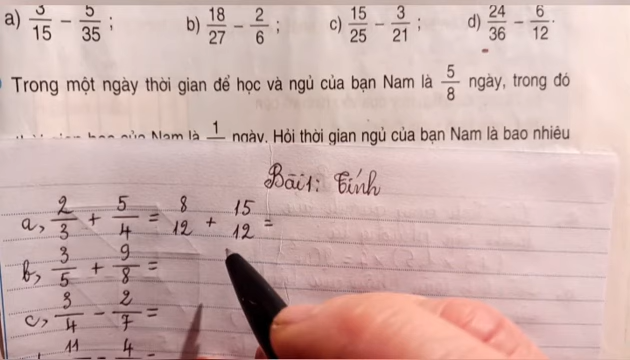 a) 3/15 − 5/35 ; b) 18/27 − 2/6 ; c) 15/25 − 3/21 ; d) 24/36 − 6/12 .
Trong một ngày thời gian để học và ngủ của bạn Nam là 5/8 ngày, trong đó
của Nam là 1 ngày. Hỏi thời gian ngủ của bạn Nam là bao nhiêu
Bài 1: Tính
a, 2/3 + 5/4 = 8/12 + 15/12 =
b, 3/5 + 9/8 =
c, 3/4 − 2/7 =
11 4